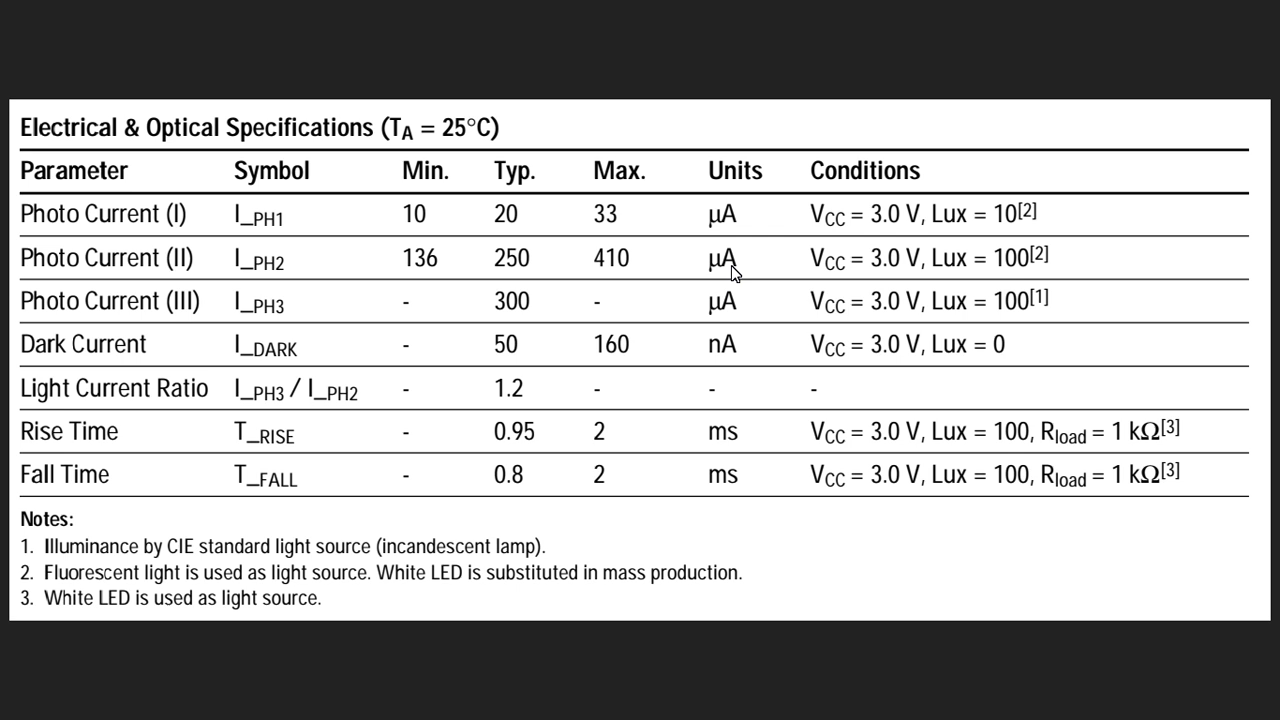 Electrical & Optical Specifications (TA = 25°C)
Parameter Symbol Min. Typ. Max. Units Conditions
Photo Current (I) I_PH1 10 20 33 μA VCC = 3.0 V, Lux = 10[2]
Photo Current (II) I_PH2 136 250 410 μA VCC = 3.0 V, Lux = 100[2]
Photo Current (III) I_PH3 - 300 - μA VCC = 3.0 V, Lux = 100[1]
Dark Current I_DARK - 50 160 nA VCC = 3.0 V, Lux = 0
Light Current Ratio I_PH3 / I_PH2 - 1.2 - - -
Rise Time T_RISE - 0.95 2 ms VCC = 3.0 V, Lux = 100, Rload = 1 kΩ[3]
Fall Time T_FALL - 0.8 2 ms VCC = 3.0 V, Lux = 100, Rload = 1 kΩ[3]
Notes:
1. Illuminance by CIE standard light source (incandescent lamp).
2. Fluorescent light is used as light source. White LED is substituted in mass production.
3. White LED is used as light source.